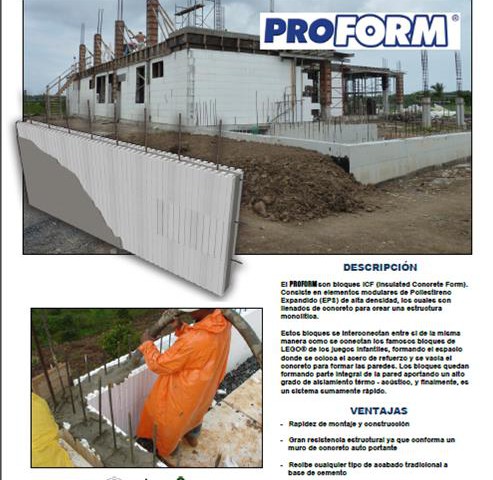 PROFORM®
DESCRIPCIÓN
El PROFORM son bloques ICF (Insulated Concrete Form).
Consiste en elementos modulares de Poliestireno
Expandido (EPS) de alta densidad, los cuales son
llenados de concreto para crear una estructura
monolítica.
Estos bloques se interconectan entre si de la misma
manera como se conectan los famosos bloques de
LEGO® de los juegos infantiles, formando el espacio
donde se coloca el acero de refuerzo y se vacía el
concreto para formar las paredes. Los bloques quedan
formando parte integral de la pared aportando un alto
grado de aislamiento térmo - acoústico, y finalmente, es
un sistema sumamente rápido.
VENTAJAS
- Rapidez de montaje y construcción
- Gran resistencia estructural ya que conforma un
muro de concreto auto portante
- Recibe cualquier tipo de acabado tradicional a
base de cemento